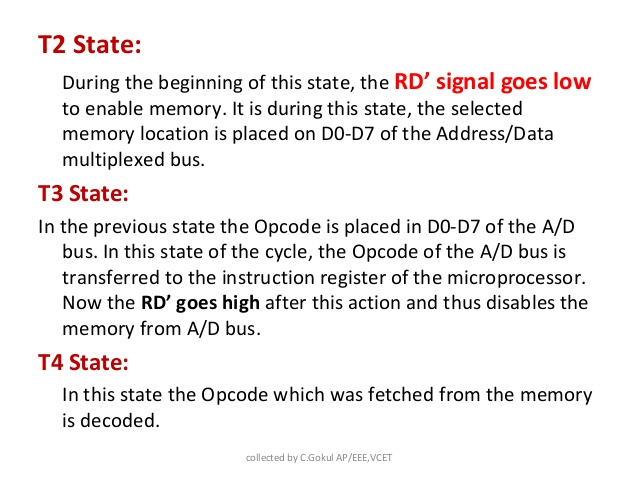 T2 State:
During the beginning of this state, the RD’ signal goes low
to enable memory. It is during this state, the selected
memory location is placed on D0-D7 of the Address/Data
multiplexed bus.
T3 State:
In the previous state the Opcode is placed in D0-D7 of the A/D
bus. In this state of the cycle, the Opcode of the A/D bus is
transferred to the instruction register of the microprocessor.
Now the RD’ goes high after this action and thus disables the
memory from A/D bus.
T4 State:
In this state the Opcode which was fetched from the memory
is decoded.
collected by C.Gokul AP/EEE,VCET